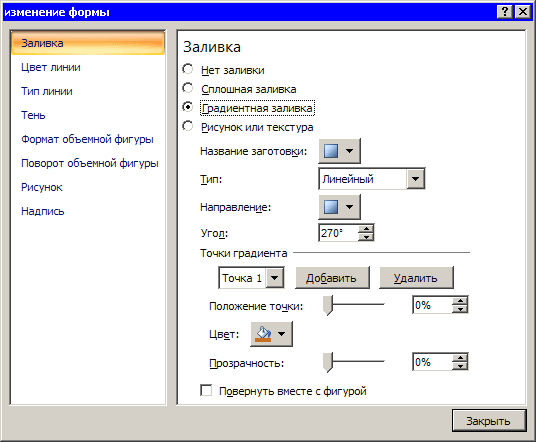 изменение формы
Заливка
Цвет линии
Тип линии
Тень
Формат объемной фигуры
Поворот объемной фигуры
Рисунок
Надпись
Заливка
Нет заливки
Сплошная заливка
Градиентная заливка
Рисунок или текстура
Название заготовки:
Тип: Линейный
Направление:
Угол: 270°
Точки градиента
Точка 1 Добавить Удалить
Положение точки: 0%
Цвет:
Прозрачность: 0%
Повернуть вместе с фигурой
Закрыть